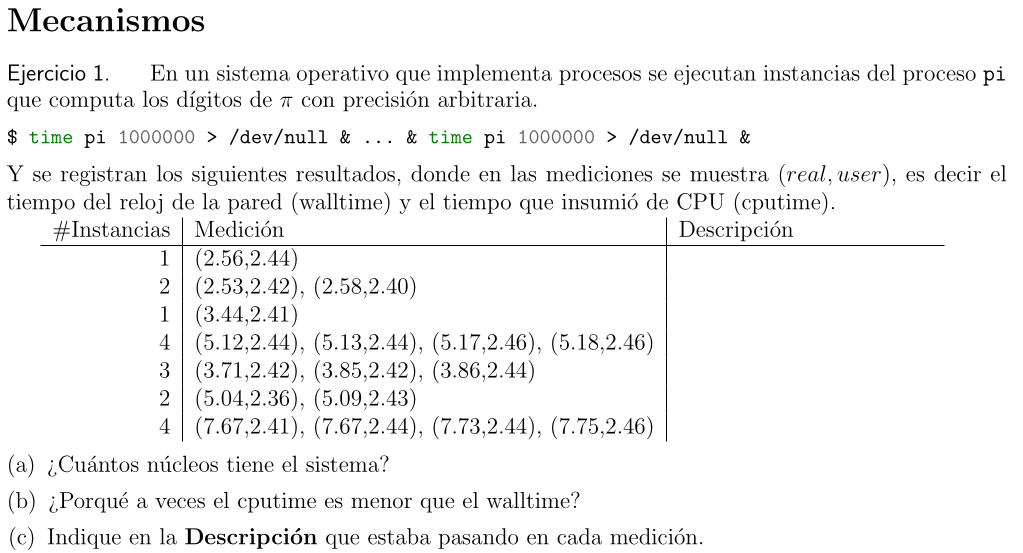 Mecanismos
Ejercicio 1. En un sistema operativo que implementa procesos se ejecutan instancias del proceso pi
que computa los dígitos de π con precisión arbitraria.
$ time pi 1000000 > /dev/null & ... & time pi 1000000 > /dev/null &
Y se registran los siguientes resultados, donde en las mediciones se muestra (real, user), es decir el
tiempo del reloj de la pared (walltime) y el tiempo que insumió de CPU (cputime).
#Instancias Medición Descripción
1 (2.56,2.44)
2 (2.53,2.42), (2.58,2.40)
1 (3.44,2.41)
4 (5.12,2.44), (5.13,2.44), (5.17,2.46), (5.18,2.46)
3 (3.71,2.42), (3.85,2.42), (3.86,2.44)
2 (5.04,2.36), (5.09,2.43)
4 (7.67,2.41), (7.67,2.44), (7.73,2.44), (7.75,2.46)
(a) ¿Cuántos núcleos tiene el sistema?
(b) ¿Porqué a veces el cputime es menor que el walltime?
(c) Indique en la Descripción que estaba pasando en cada medición.